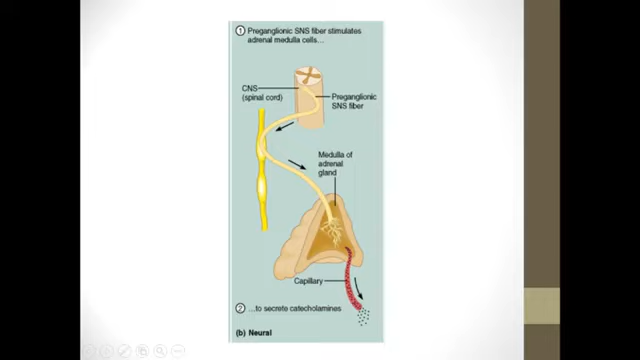 1 Preganglionic SNS fiber stimulates
adrenal medulla cells...
CNS
(spinal cord)
Preganglionic
SNS fiber
Medulla of
adrenal
gland
Capillary
2 ...to secrete catecholamines
(b) Neural